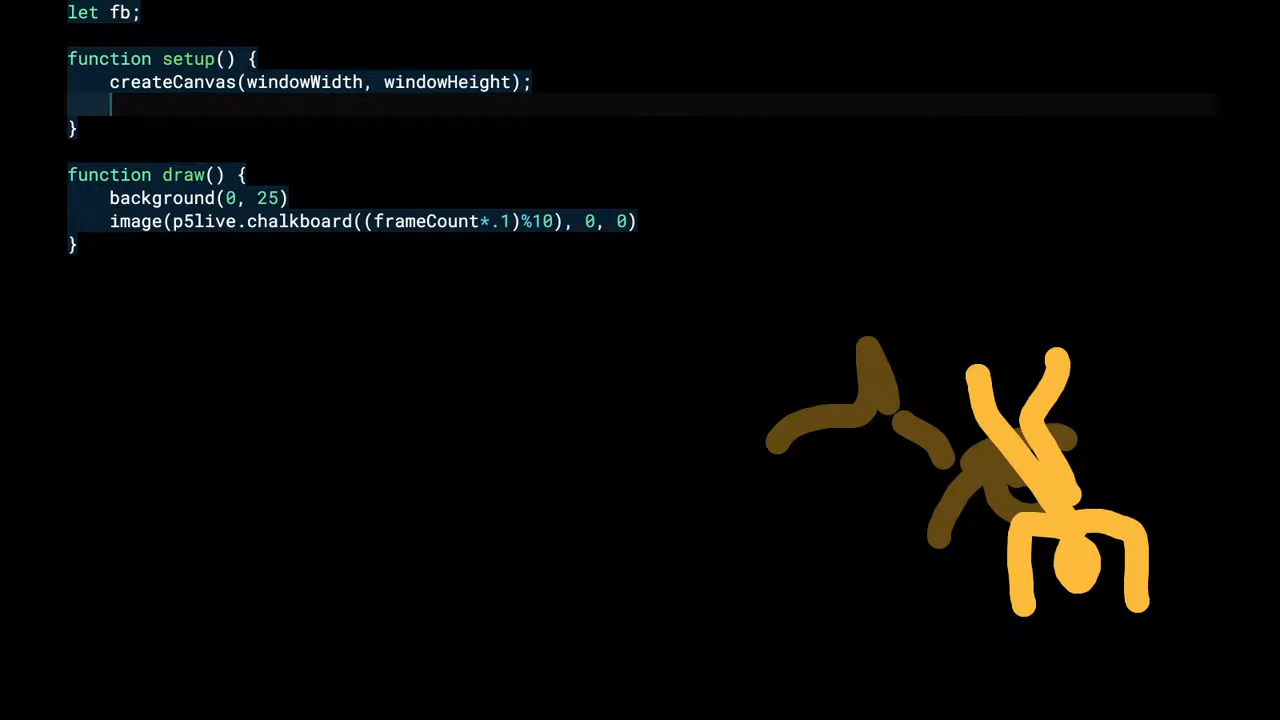 let fb;
function setup() {
    createCanvas(windowWidth, windowHeight);
}
function draw() {
    background(0, 25)
    image(p5live.chalkboard((frameCount*.1)%10), 0, 0)
}